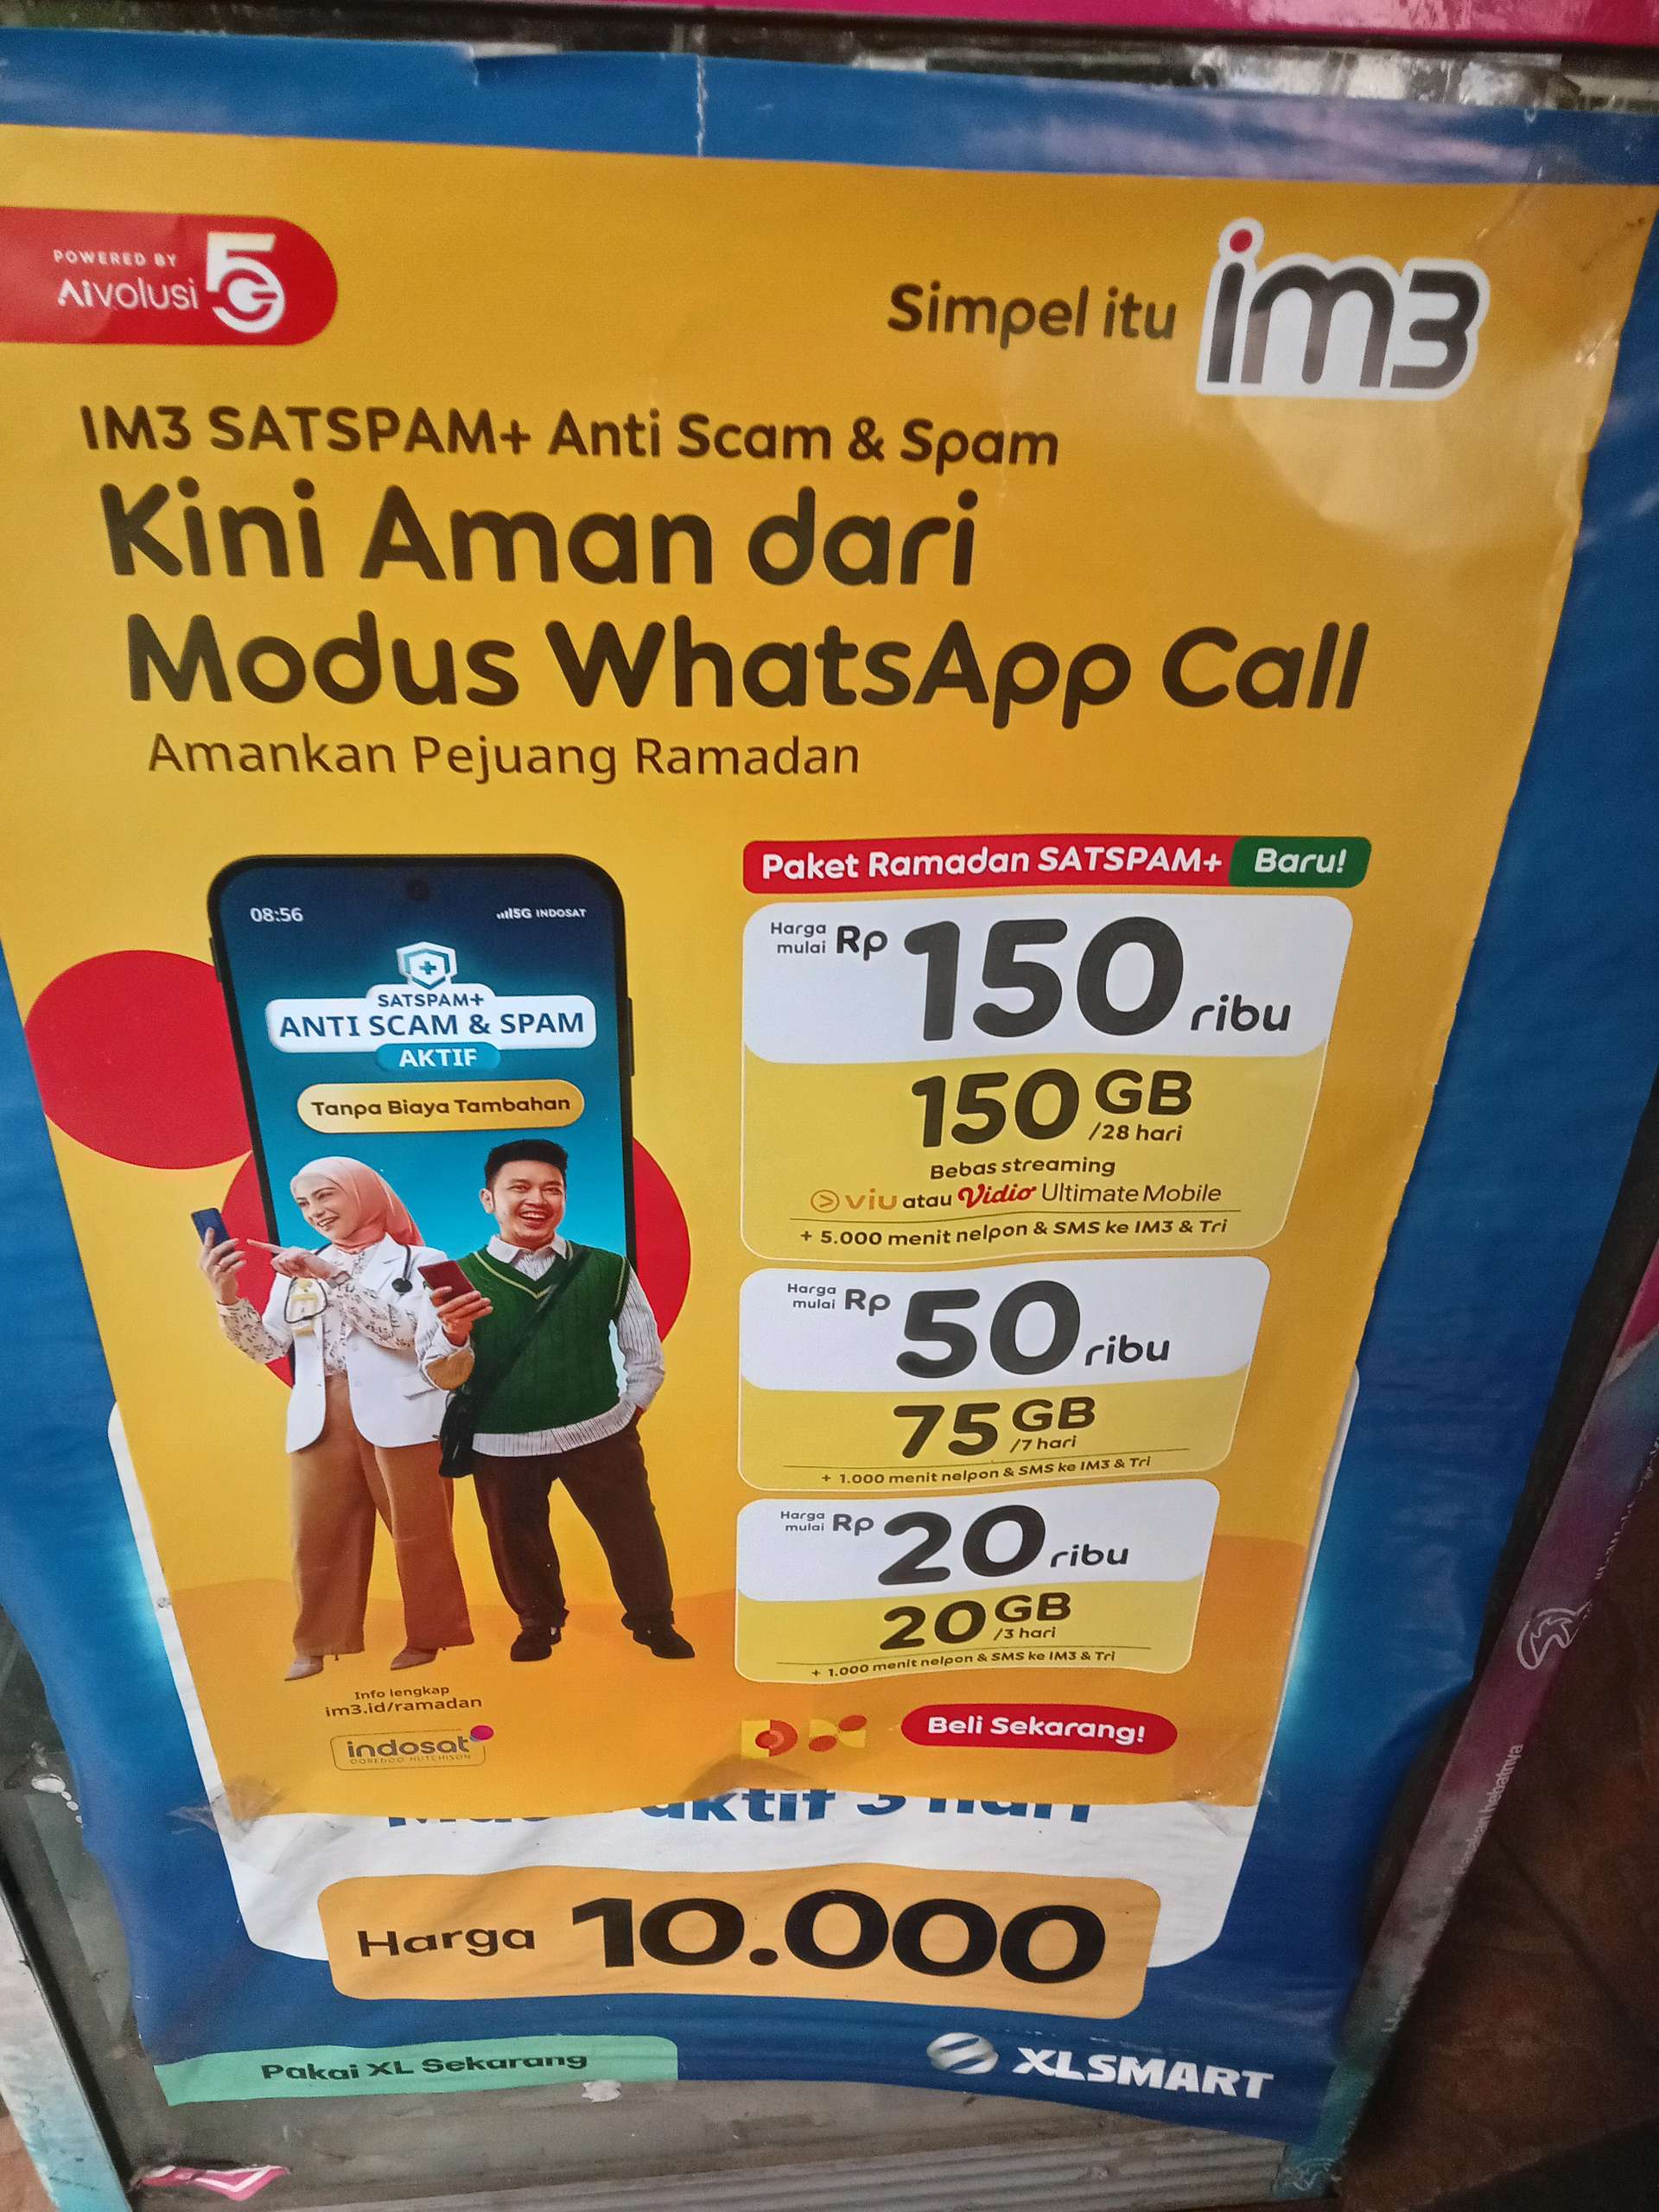 POWERED BY
AIVOLUSI 5G
Simpel itu im3
IM3 SATSPAM+ Anti Scam & Spam
Kini Aman dari
Modus WhatsApp Call
Amankan Pejuang Ramadan
08:56
5G INDOSAT
SATSPAM+
ANTI SCAM & SPAM
AKTIF
Tanpa Biaya Tambahan
Paket Ramadan SATSPAM+ Baru!
Harga mulai Rp 150 ribu
150 GB /28 hari
Bebas streaming
viu atau Vidio Ultimate Mobile
+ 5.000 menit nelpon & SMS ke IM3 & Tri
Harga mulai Rp 50 ribu
75 GB /7 hari
+ 1.000 menit nelpon & SMS ke IM3 & Tri
Harga mulai Rp 20 ribu
20 GB /3 hari
+ 1.000 menit nelpon & SMS ke IM3 & Tri
Info lengkap
im3.id/ramadan
indosat
OOREDOO HUTCHISON
Beli Sekarang!
aktif 3 hari
Harga 10.000
Pakai XL Sekarang
XLSMART